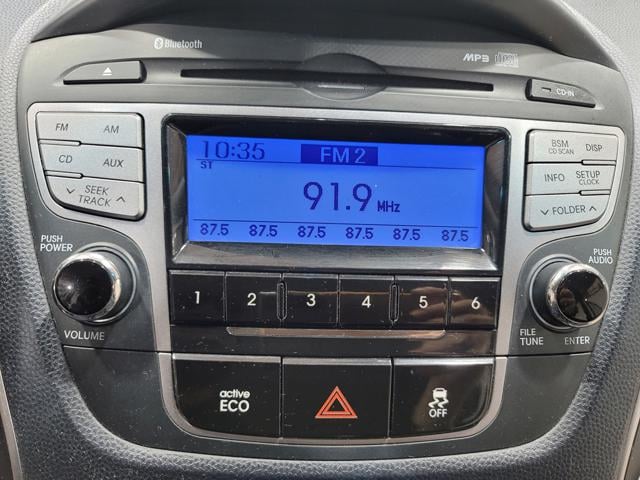 Bluetooth
MP3
CD-IN
FM AM
CD AUX
SEEK
TRACK
10:35 FM 2
ST
91.9 MHz
87.5 87.5 87.5 87.5 87.5 87.5
BSM
CD SCAN
DISP
INFO
SETUP
CLOCK
FOLDER
PUSH
POWER
VOLUME
1 2 3 4 5 6
PUSH
AUDIO
FILE
TUNE
ENTER
active
ECO
OFF